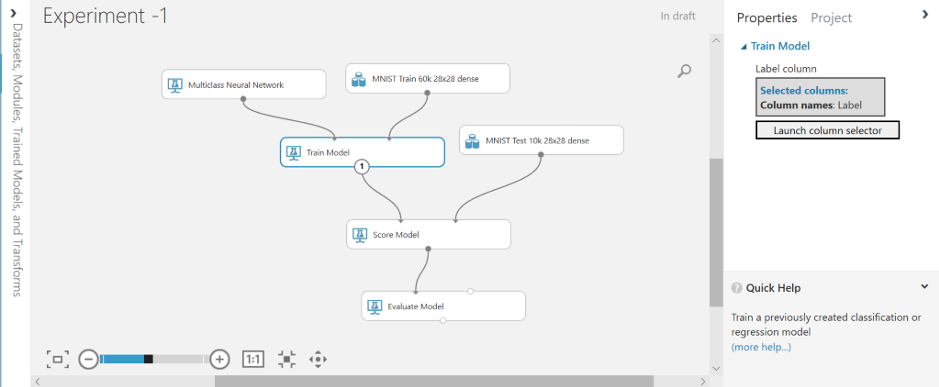 Experiment -1
In draft
Datasets, Modules, Trained Models, and Transforms
Multiclass Neural Network
MNIST Train 60k 28x28 dense
Train Model
1
MNIST Test 10k 28x28 dense
Score Model
Evaluate Model
1:1
Properties Project
Train Model
Label column
Selected columns:
Column names: Label
Launch column selector
? Quick Help
Train a previously created classification or
regression model
(more help...)